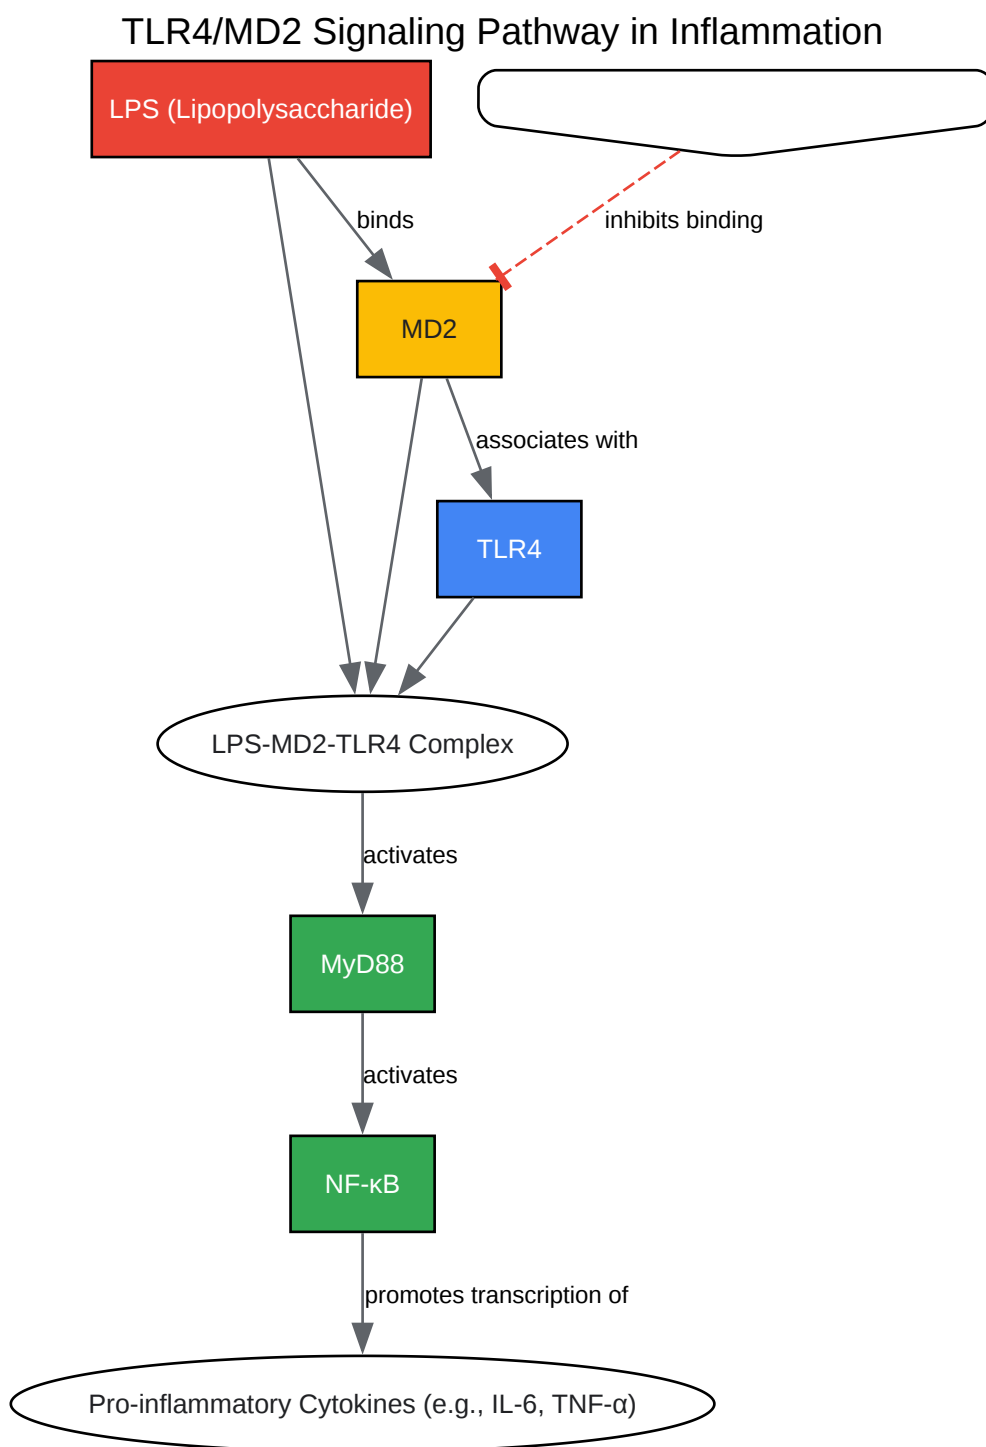 TLR4/MD2 Signaling Pathway in Inflammation
LPS (Lipopolysaccharide)
binds
inhibits binding
MD2
associates with
TLR4
LPS-MD2-TLR4 Complex
activates
MyD88
activates
NF-κB
promotes transcription of
Pro-inflammatory Cytokines (e.g., IL-6, TNF-α)